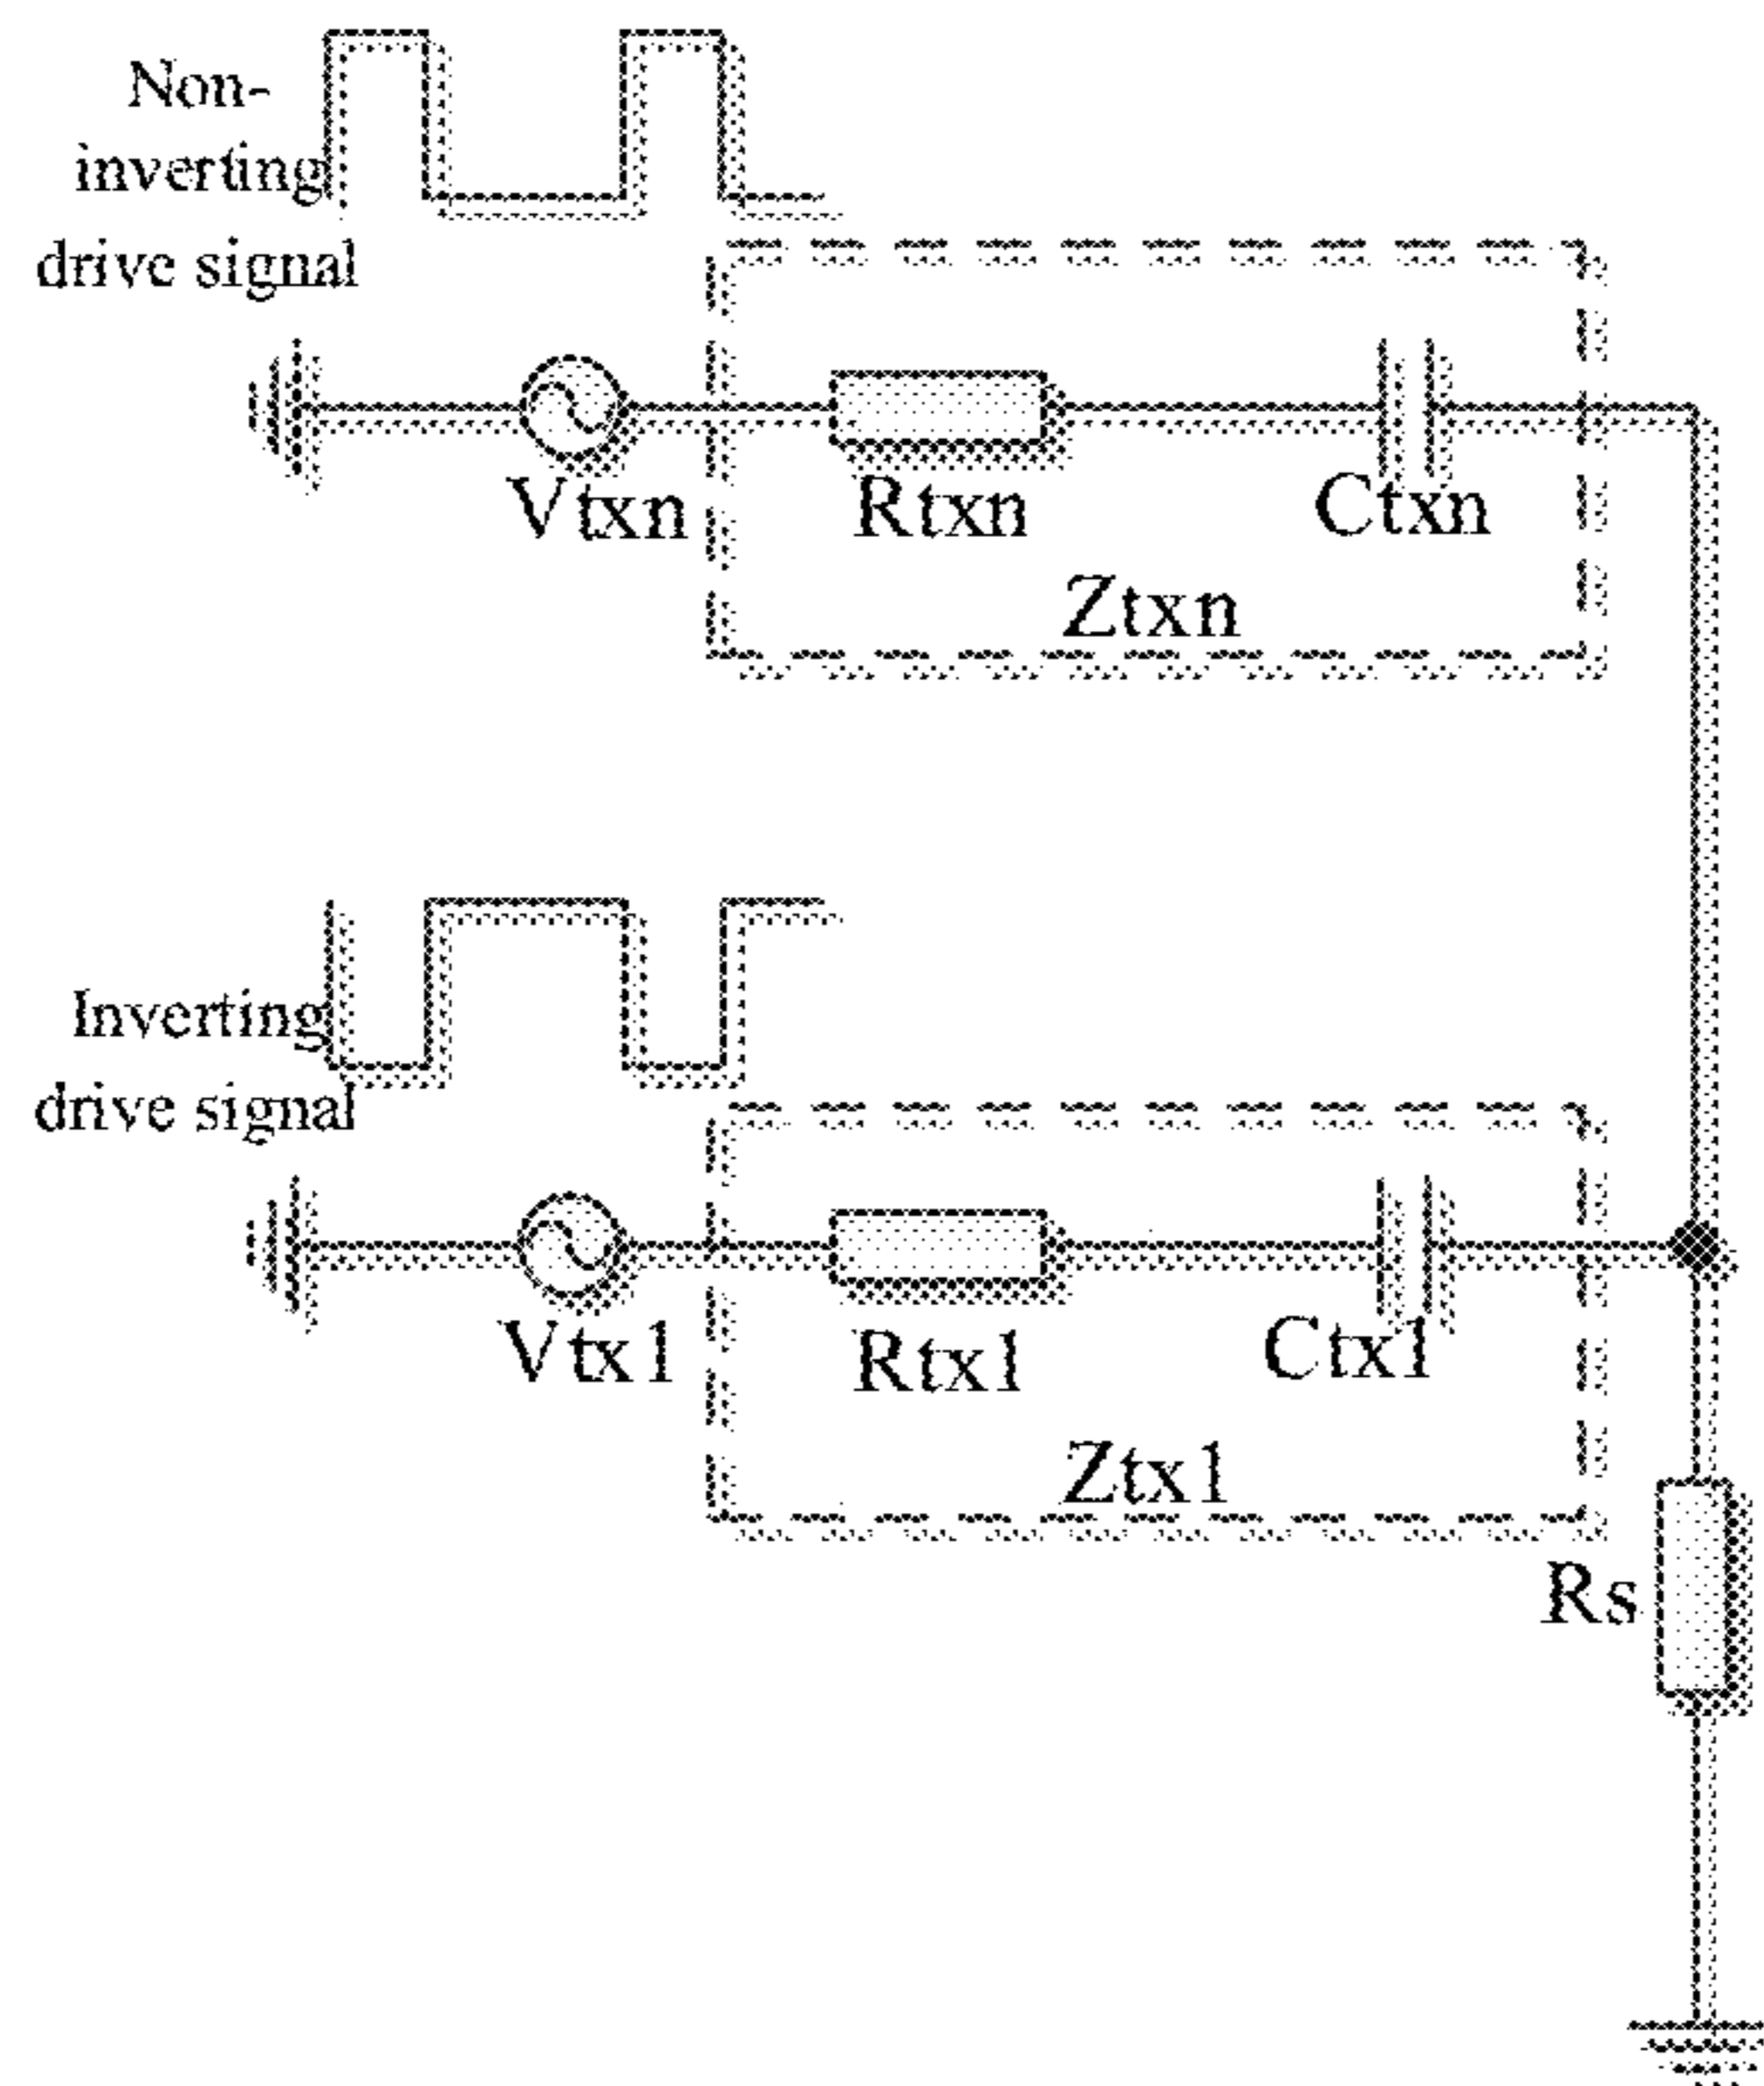 Non-
inverting
drive signal
Vtxn
Rtxn
Ctxn
Ztxn
Inverting
drive signal
Vtx1
Rtx1
Ctx1
Ztx1
Rs